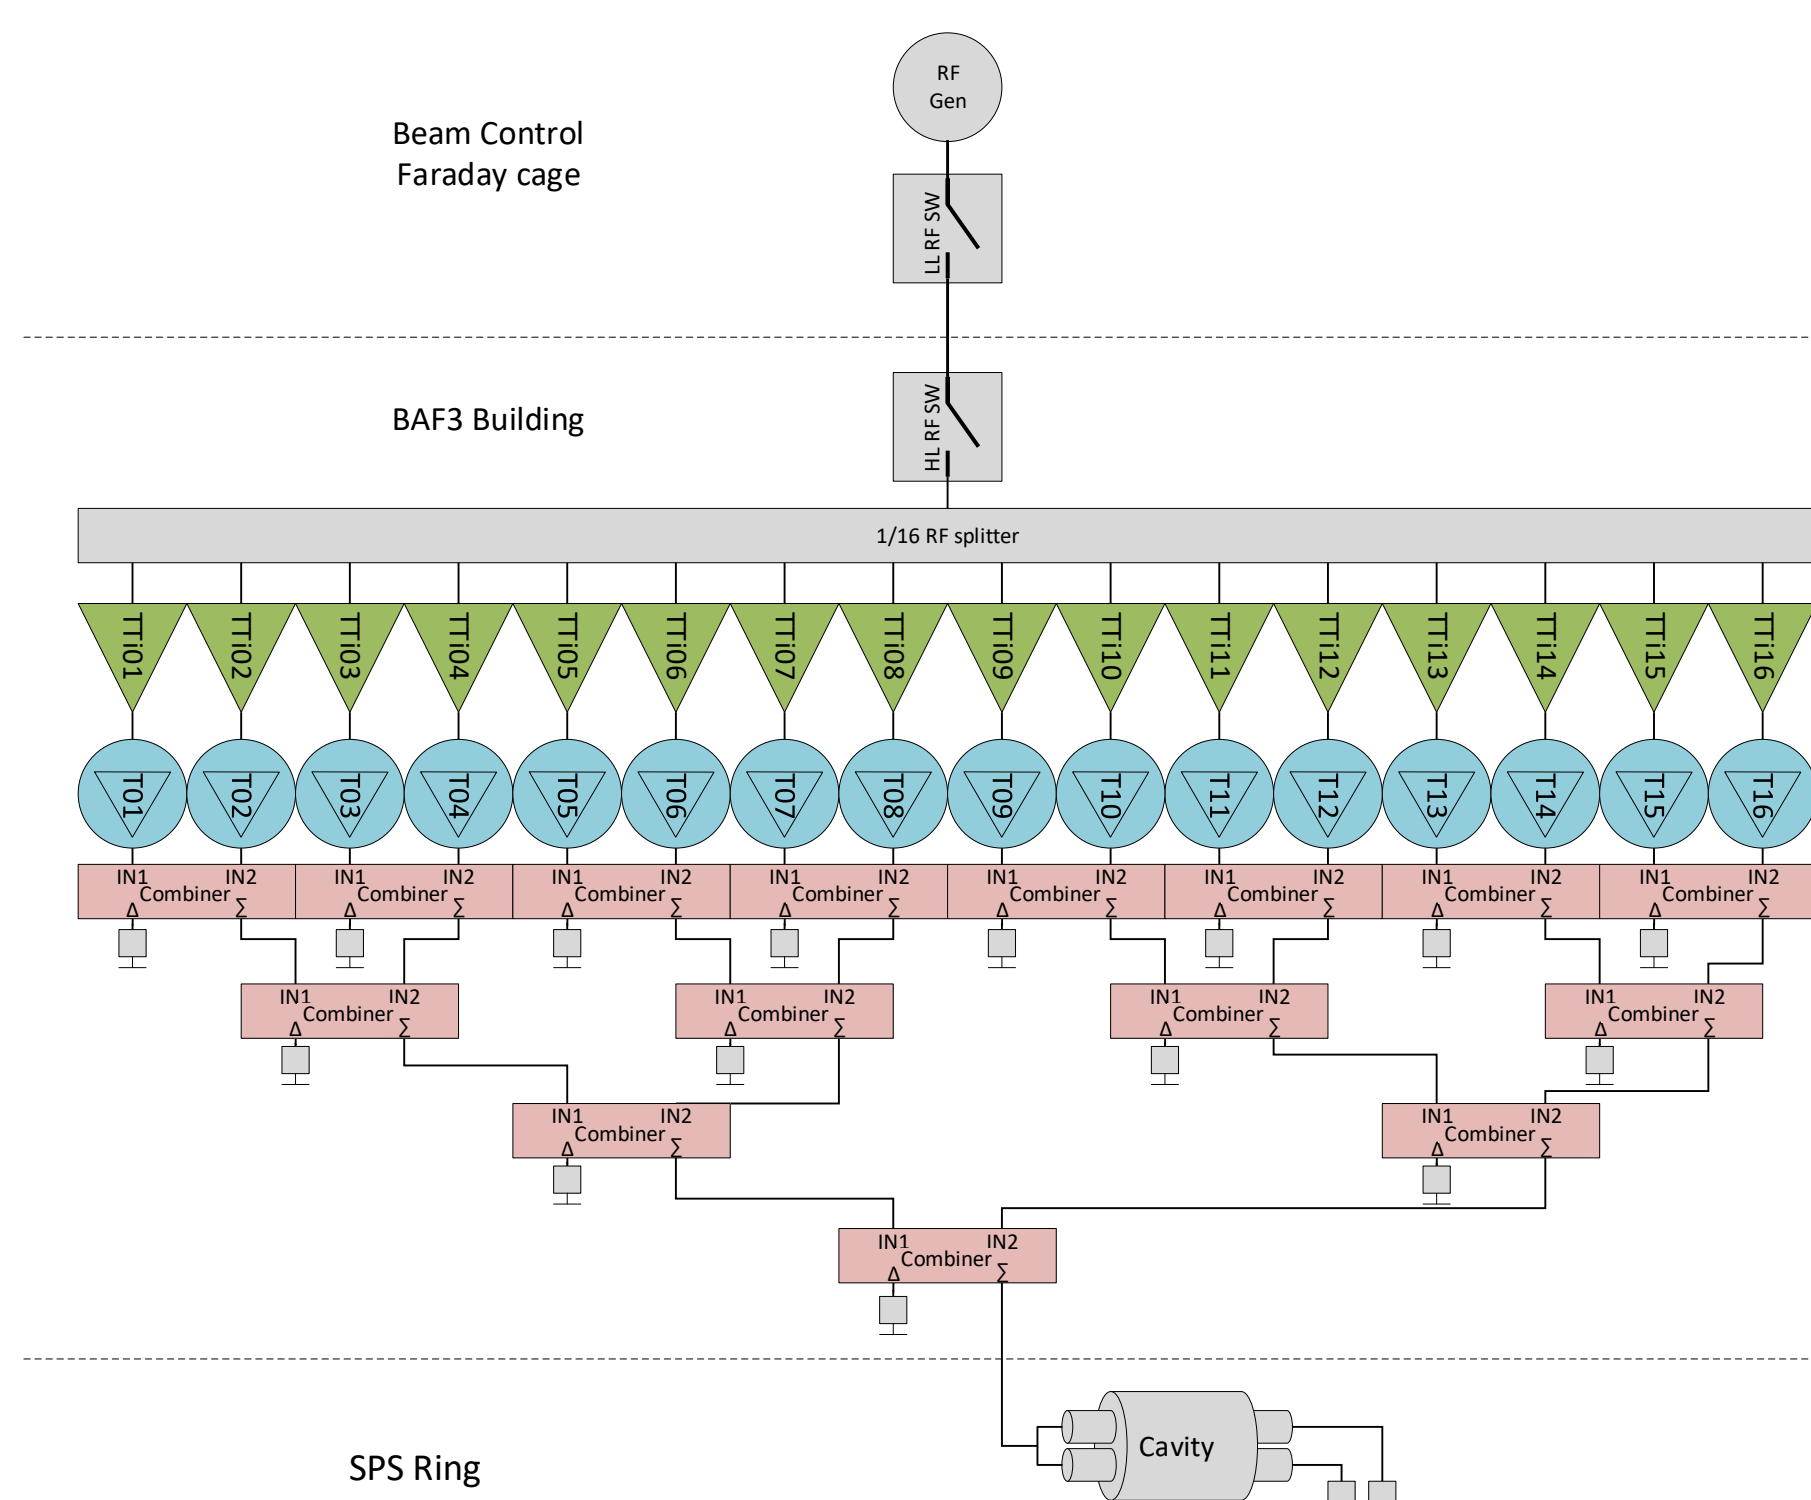 RF
Gen
Beam Control
Faraday cage
LL RF SW
BAF3 Building
HL RF SW
1/16 RF splitter
TTi01 TTi02 TTi03 TTi04 TTi05 TTi06 TTi07 TTi08 TTi09 TTi10 TTi11 TTi12 TTi13 TTi14 TTi15 TTi16
T01 T02 T03 T04 T05 T06 T07 T08 T09 T10 T11 T12 T13 T14 T15 T16
IN1 IN2 IN1 IN2 IN1 IN2 IN1 IN2 IN1 IN2 IN1 IN2 IN1 IN2 IN1 IN2
Combiner Combiner Combiner Combiner Combiner Combiner Combiner Combiner
Δ ∑ Δ ∑ Δ ∑ Δ ∑ Δ ∑ Δ ∑ Δ ∑ Δ ∑
IN1 IN2 IN1 IN2 IN1 IN2 IN1 IN2
Combiner Combiner Combiner Combiner
Δ ∑ Δ ∑ Δ ∑ Δ ∑
IN1 IN2 IN1 IN2
Combiner Combiner
Δ ∑ Δ ∑
IN1 IN2
Combiner
Δ ∑
Cavity
SPS Ring